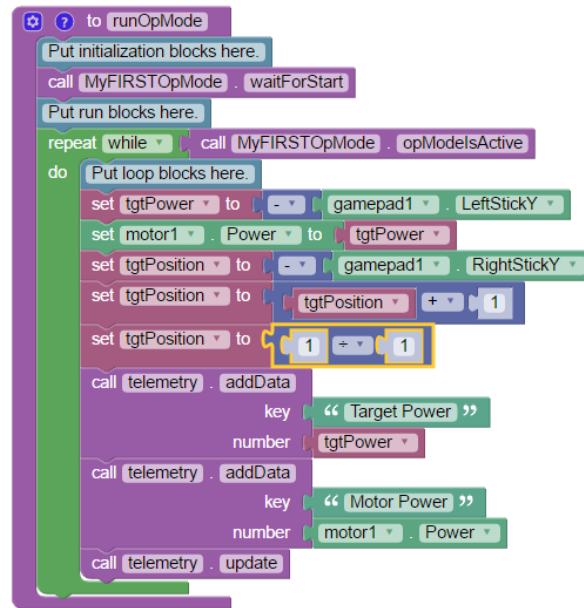 to runOpMode
Put initialization blocks here.
call MyFIRSTOpMode . waitForStart
Put run blocks here.
repeat while call MyFIRSTOpMode . opModeIsActive
do Put loop blocks here.
set tgtPower to - gamepad1 . LeftStickY
set motor1 . Power to tgtPower
set tgtPosition to - gamepad1 . RightStickY
set tgtPosition to tgtPosition + 1
set tgtPosition to 1 ÷ 1
call telemetry . addData
key “ Target Power ”
number tgtPower
call telemetry . addData
key “ Motor Power ”
number motor1 . Power
call telemetry . update